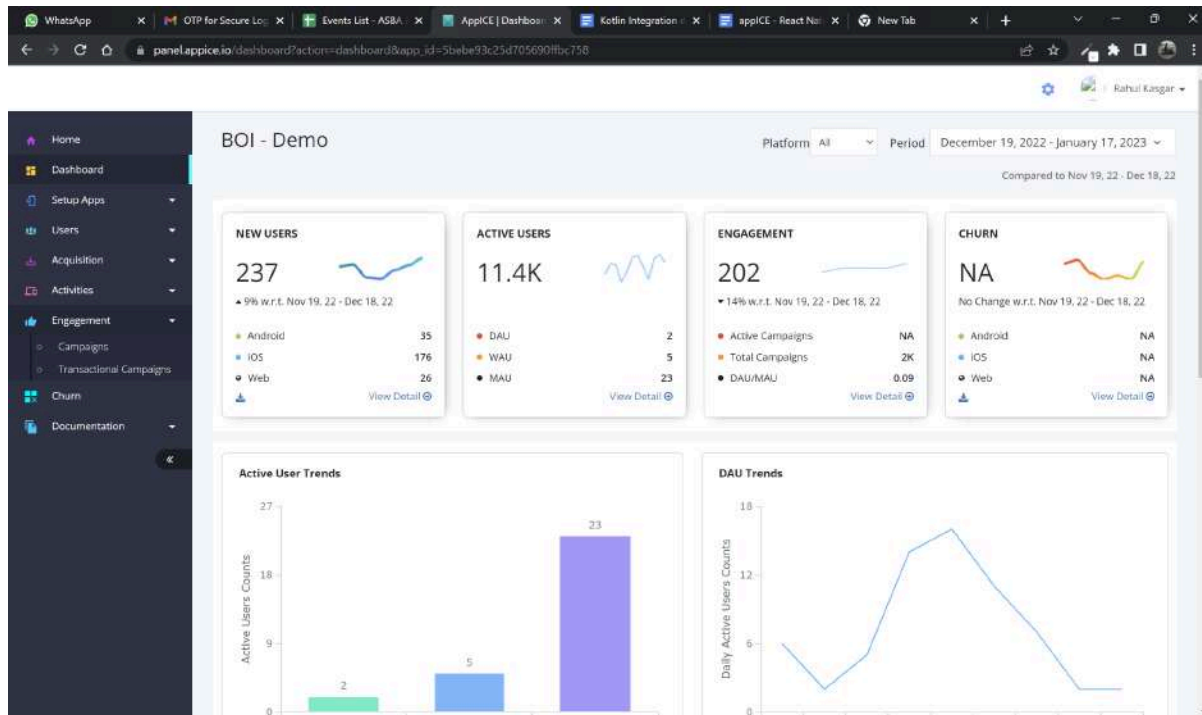 WhatsApp
OTP for Secure Log
Events List - ASBA
AppICE | Dashboar
Kotlin Integration
appICE - React Nat
New Tab
panel.appice.io/dashboard?action=dashboard&app_id=5bebe93c25d705690ffbc758
Rahul Kasgar
Home
Dashboard
Setup Apps
Users
Acquisition
Activities
Engagement
Campaigns
Transactional Campaigns
Churn
Documentation
BOI - Demo
Platform All Period December 19, 2022 - January 17, 2023
Compared to Nov 19, 22 - Dec 18, 22
NEW USERS
237
9% w.r.t. Nov 19, 22 - Dec 18, 22
Android 35
iOS 176
Web 26
View Detail
ACTIVE USERS
11.4K
DAU 2
WAU 5
MAU 23
View Detail
ENGAGEMENT
202
14% w.r.t. Nov 19, 22 - Dec 18, 22
Active Campaigns NA
Total Campaigns 2K
DAU/MAU 0.09
View Detail
CHURN
NA
No Change w.r.t. Nov 19, 22 - Dec 18, 22
Android NA
iOS NA
Web NA
View Detail
Active User Trends
Active Users Counts
27
18
9
0
2
5
23
DAU Trends
Daily Active Users Counts
18
12
6
0